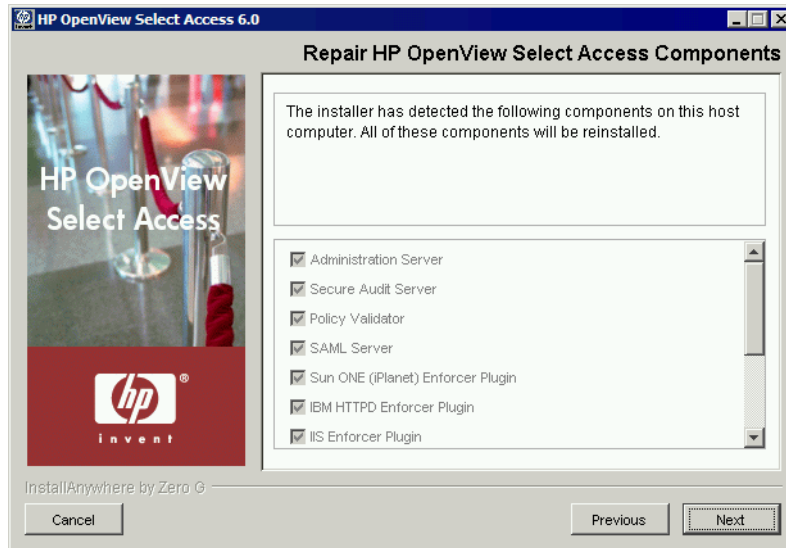 HP OpenView Select Access 6.0
Repair HP OpenView Select Access Components
HP OpenView
Select Access
hp
®
invent
The installer has detected the following components on this host
computer. All of these components will be reinstalled.
Administration Server
Secure Audit Server
Policy Validator
SAML Server
Sun ONE (iPlanet) Enforcer Plugin
IBM HTTPD Enforcer Plugin
IIS Enforcer Plugin
InstallAnywhere by Zero G
Cancel
Previous
Next